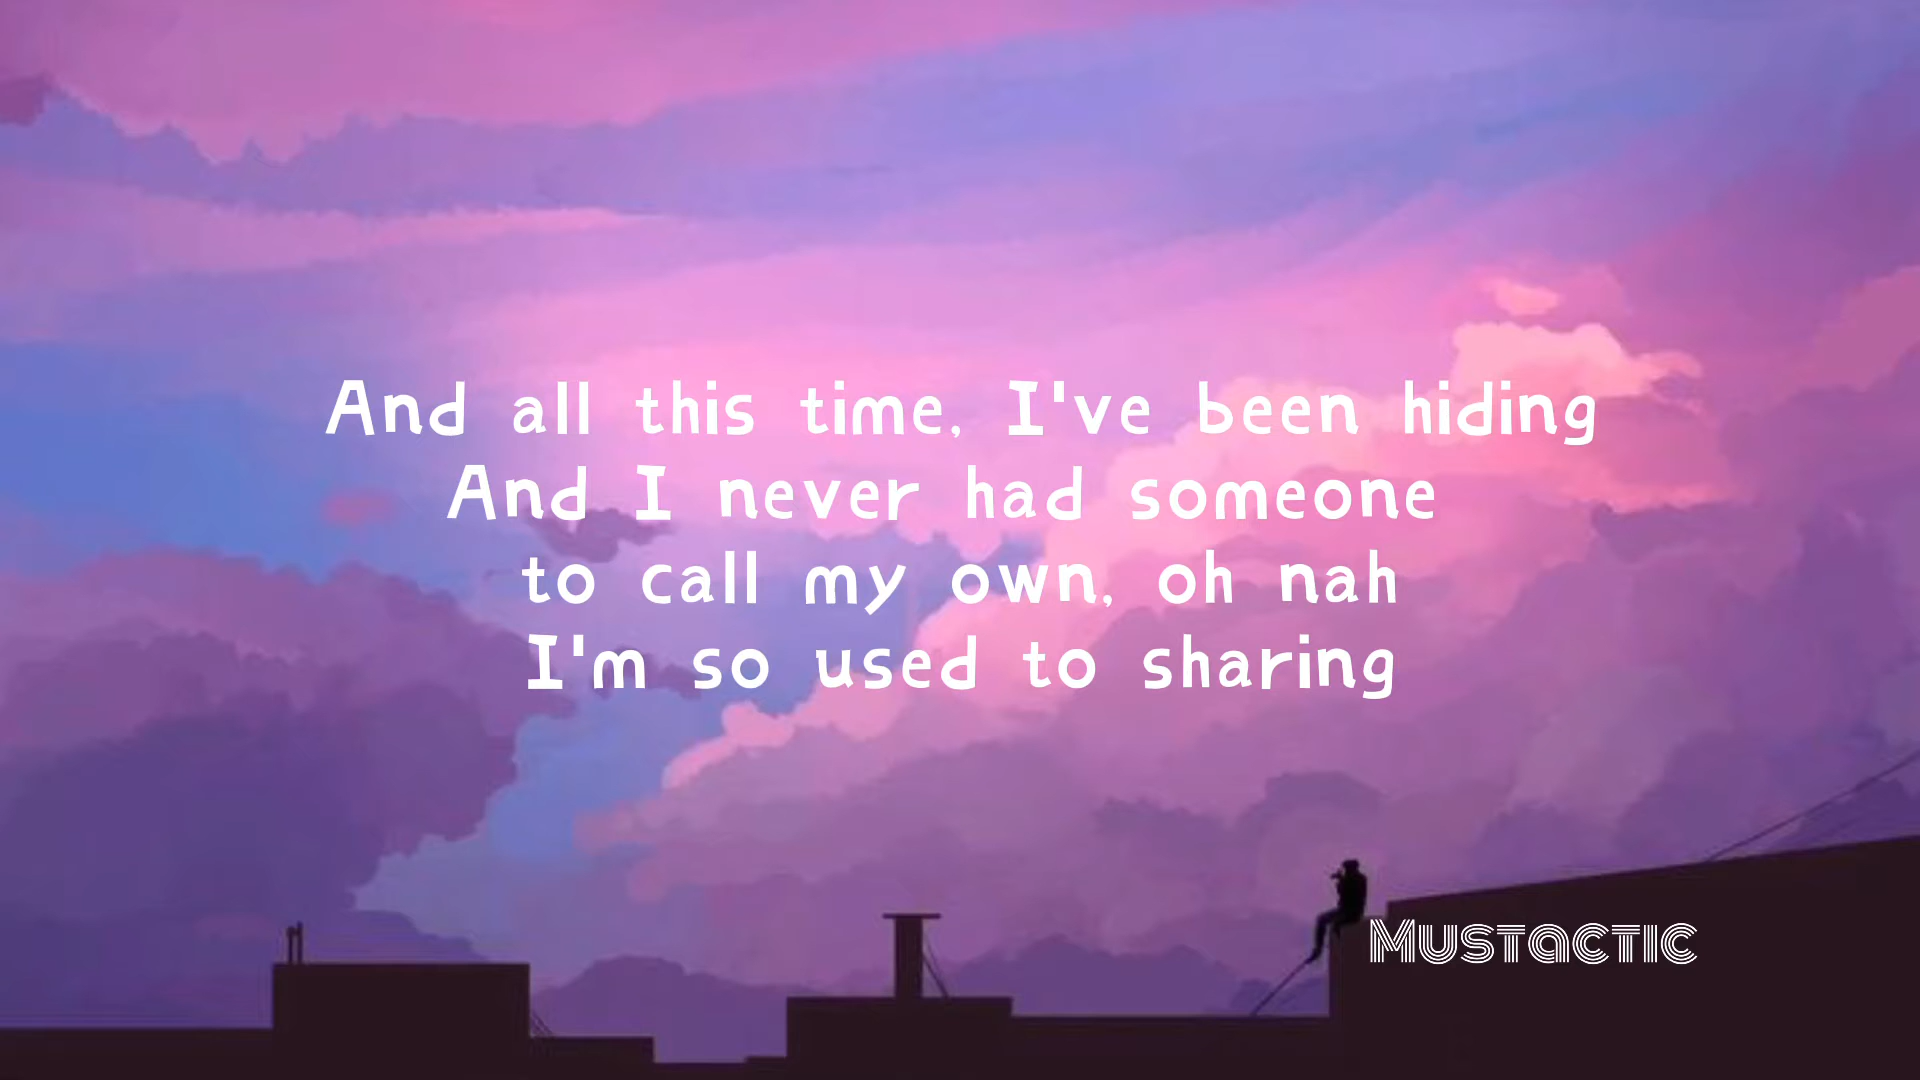 And all this time, I've been hiding
And I never had someone
to call my own, oh nah
I'm so used to sharing
Mustactic